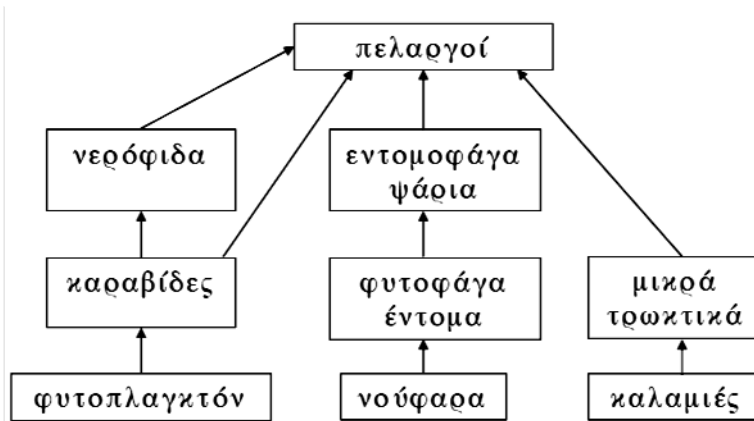 πελαργοί
νερόφιδα
εντομοφάγα
ψάρια
καραβίδες
φυτοφάγα
έντομα
μικρά
τρωκτικά
φυτοπλαγκτόν
νούφαρα
καλαμιές